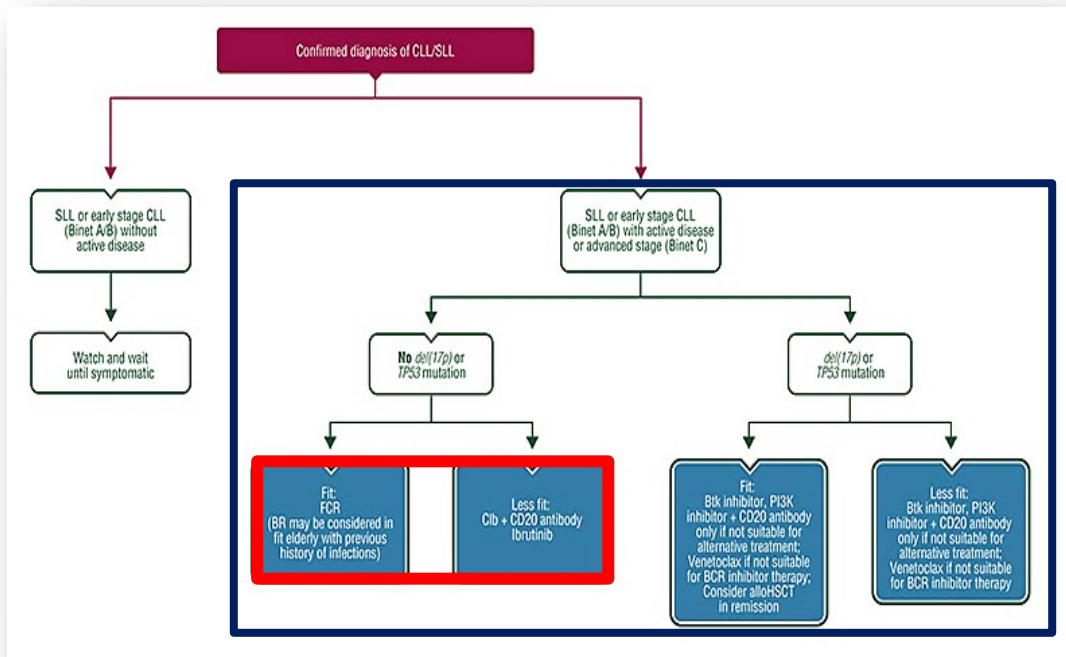 Confirmed diagnosis of CLL/SLL
SLL or early stage CLL
(Binet A/B) without
active disease
SLL or early stage CLL
(Binet A/B) with active disease
or advanced stage (Binet C)
Watch and wait
until symptomatic
No del(17p) or
TP53 mutation
del(17p) or
TP53 mutation
Fit:
FCR
(BR may be considered in
fit elderly with previous
history of infections)
Less fit:
Clb + CD20 antibody
Ibrutinib
Fit:
Btk inhibitor, PI3K
inhibitor + CD20 antibody
only if not suitable for
alternative treatment;
Venetoclax if not suitable
for BCR inhibitor therapy;
Consider alloHSCT
in remission
Less fit:
Btk inhibitor, PI3K
inhibitor + CD20 antibody
only if not suitable for
alternative treatment;
Venetoclax if not suitable
for BCR inhibitor therapy